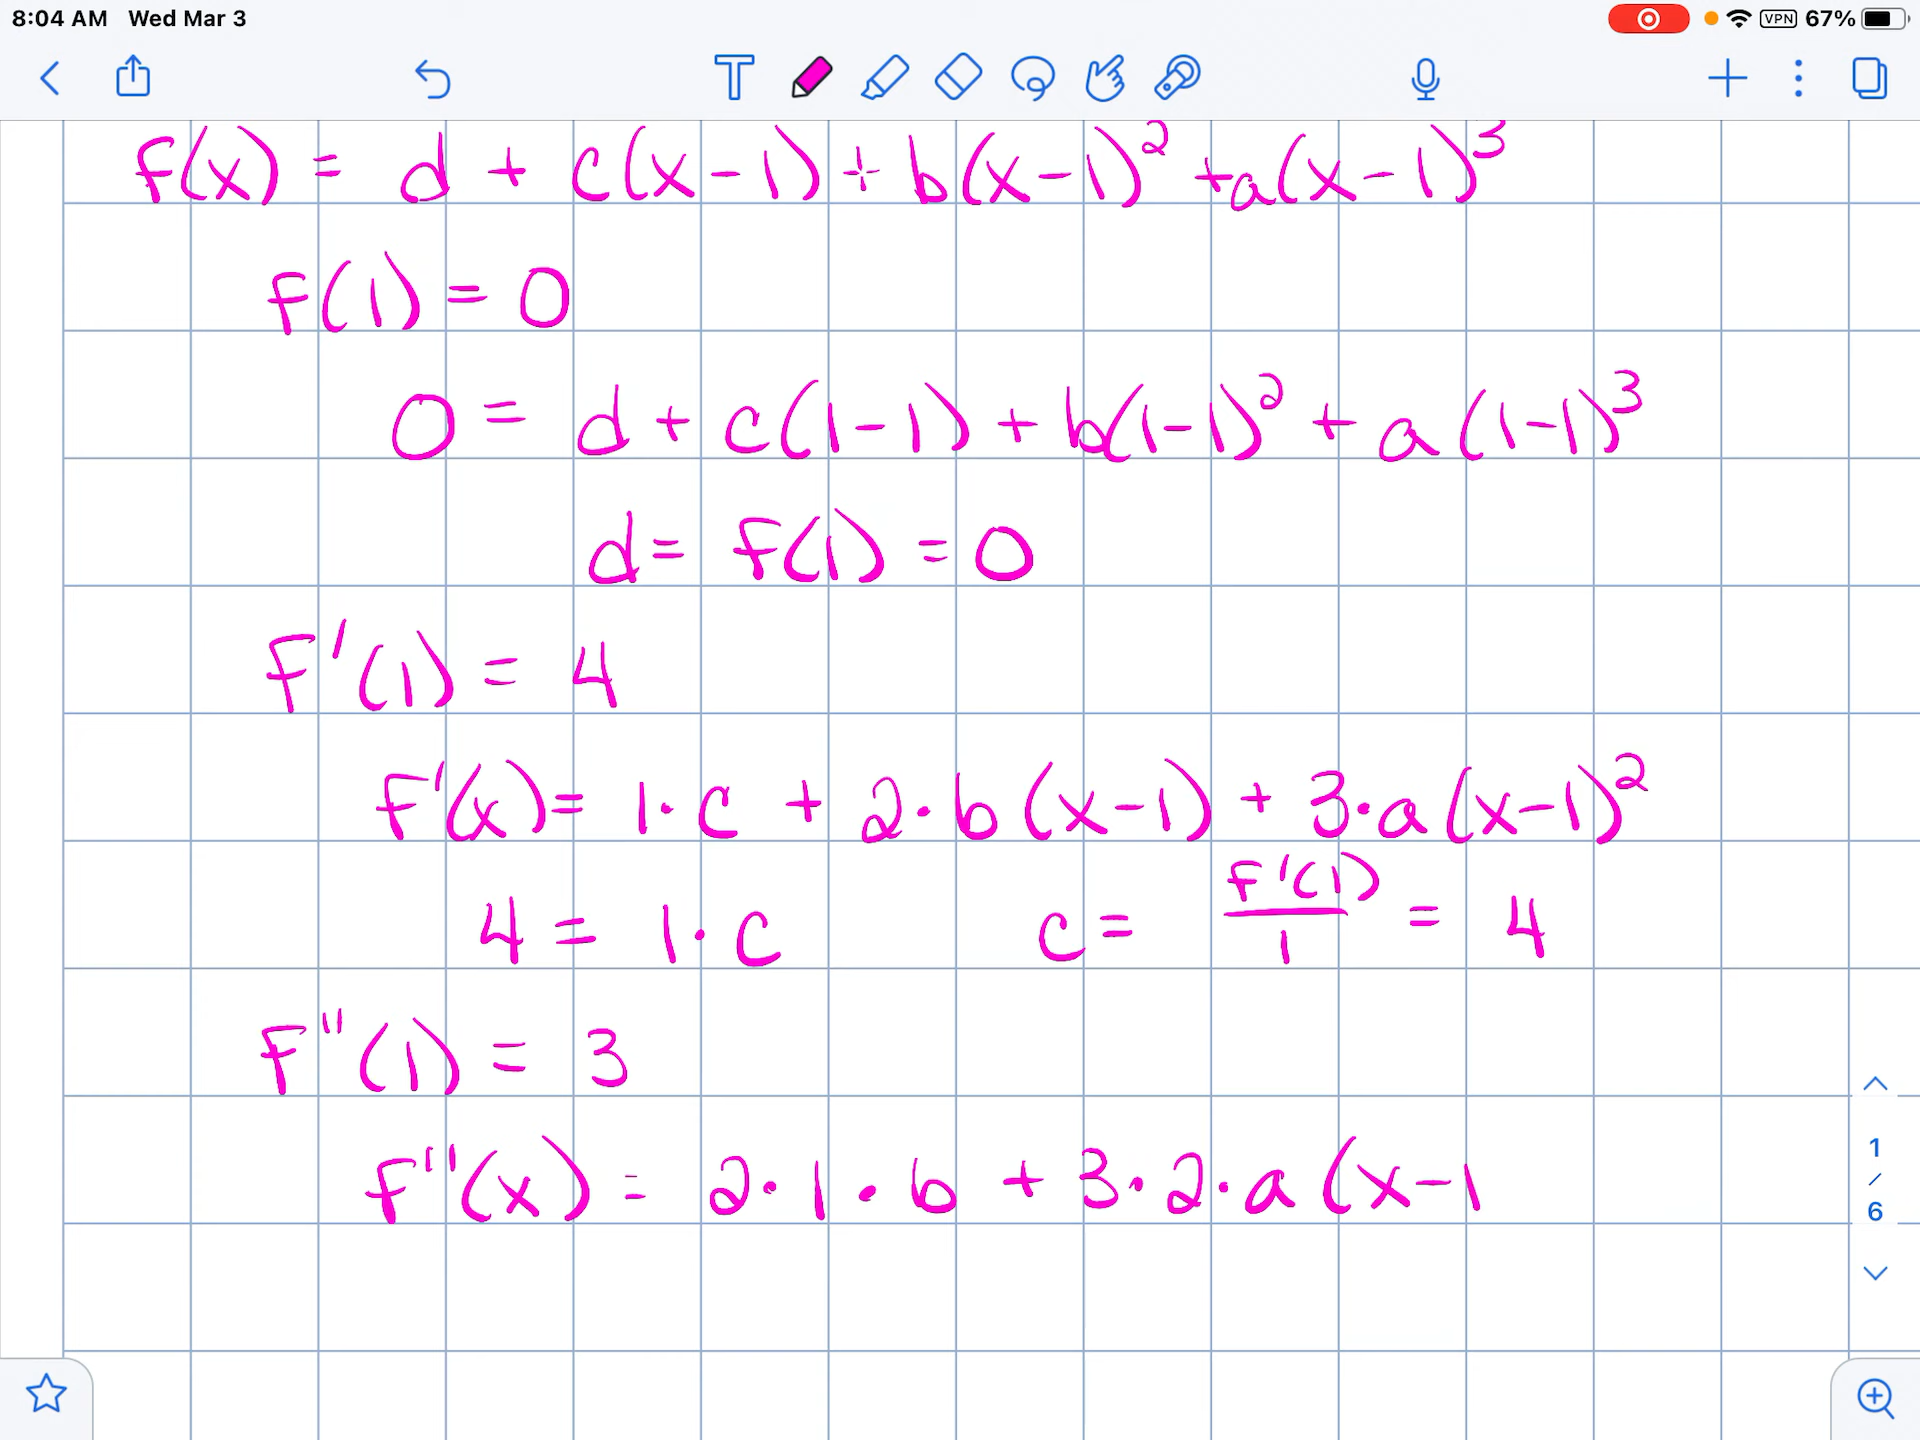 8:04 AM Wed Mar 3 VPN 67%
T
f(x) = d + c(x-1) + b(x-1)² + a(x-1)³
f(1) = 0
0 = d + c(1-1) + b(1-1)² + a(1-1)³
d = f(1) = 0
f'(1) = 4
f'(x) = 1·c + 2·b(x-1) + 3·a(x-1)²
4 = 1·c c = f'(1)/1 = 4
f"(1) = 3
f"(x) = 2·1·b + 3·2·a(x-1
1
/
6